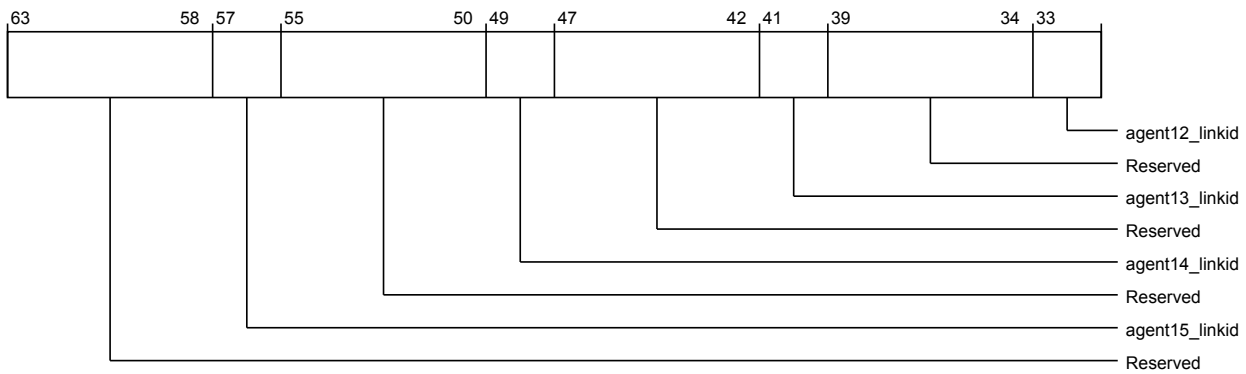 63 58 57 55 50 49 47 42 41 39 34 33
agent12_linkid
Reserved
agent13_linkid
Reserved
agent14_linkid
Reserved
agent15_linkid
Reserved